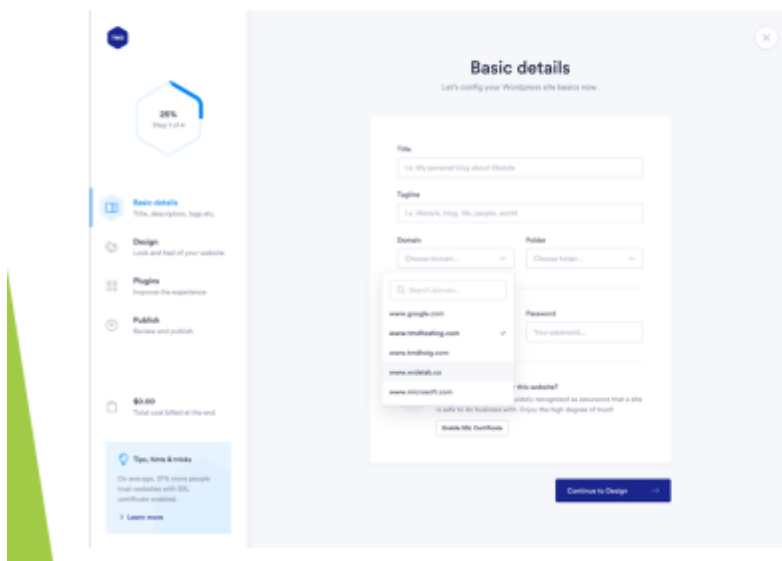 TMD
25%
Step 1 of 4
Basic details
Title, description, tags etc.
Design
Look and feel of your website
Plugins
Improve the experience
Publish
Review and publish
$0.00
Total cost billed at the end
Tips, hints & tricks
On average, 37% more people
trust websites with SSL
certificate enabled.
Learn more
Basic details
Let's config your Wordpress site basics now.
Title
i.e. My personal blog about lifestyle
Tagline
i.e. lifestyle, blog, life, people, world
Domain
Folder
Choose domain...
Choose folder...
Search domain...
www.google.com
www.tmdhosting.com
www.tmdhstg.com
www.widelab.co
www.microsoft.com
Password
Your password...
this website?
widely recognized as assurance that a site
is safe to do business with. Enjoy the high degree of trust!
Enable SSL Certificate
Continue to Design